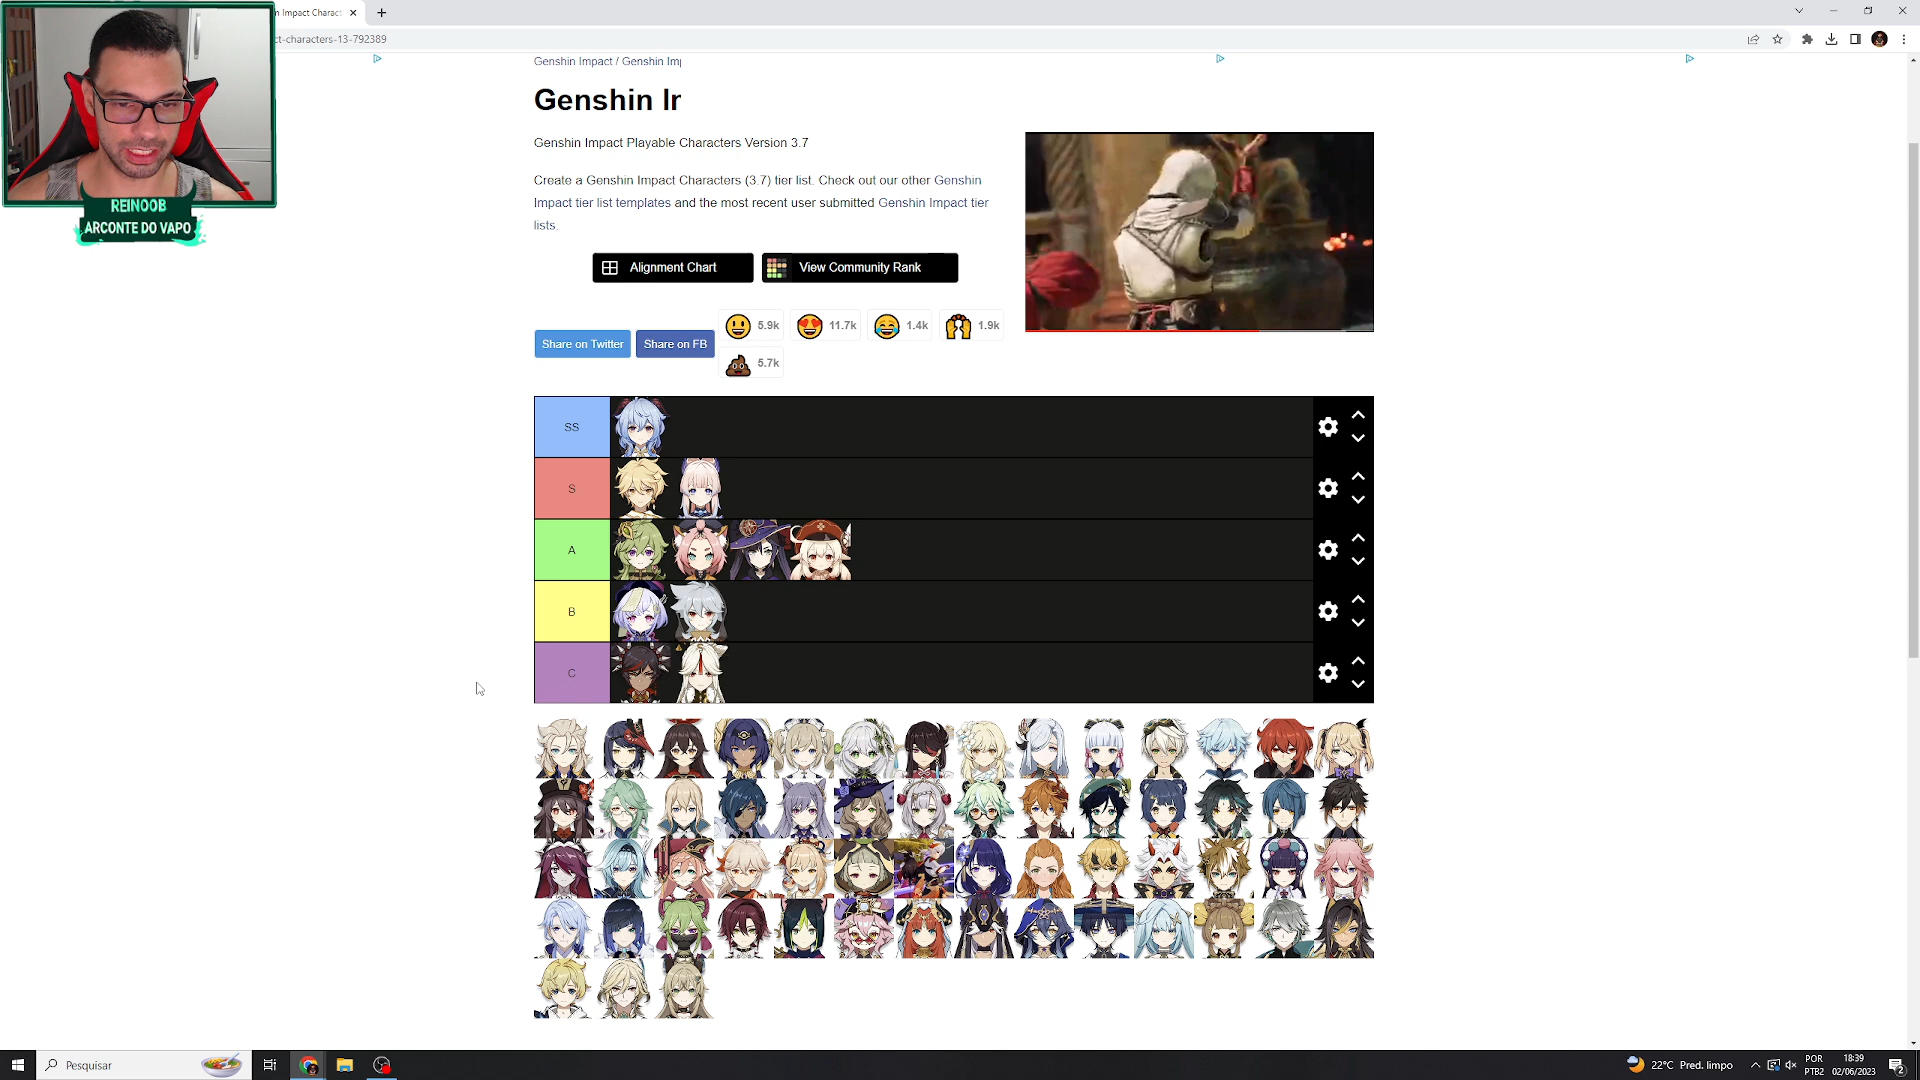 n Impact Charact
ct-characters-13-792389
REINOOB
ARCONTE DO VAPO
Genshin Impact / Genshin Imp
Genshin Ir
Genshin Impact Playable Characters Version 3.7
Create a Genshin Impact Characters (3.7) tier list. Check out our other Genshin
Impact tier list templates and the most recent user submitted Genshin Impact tier
lists.
Alignment Chart
View Community Rank
Share on Twitter
Share on FB
5.9k
11.7k
1.4k
1.9k
5.7k
SS
S
A
B
C
Pesquisar
22°C Pred. limpo
POR
PTB2
18:39
02/06/2023
2